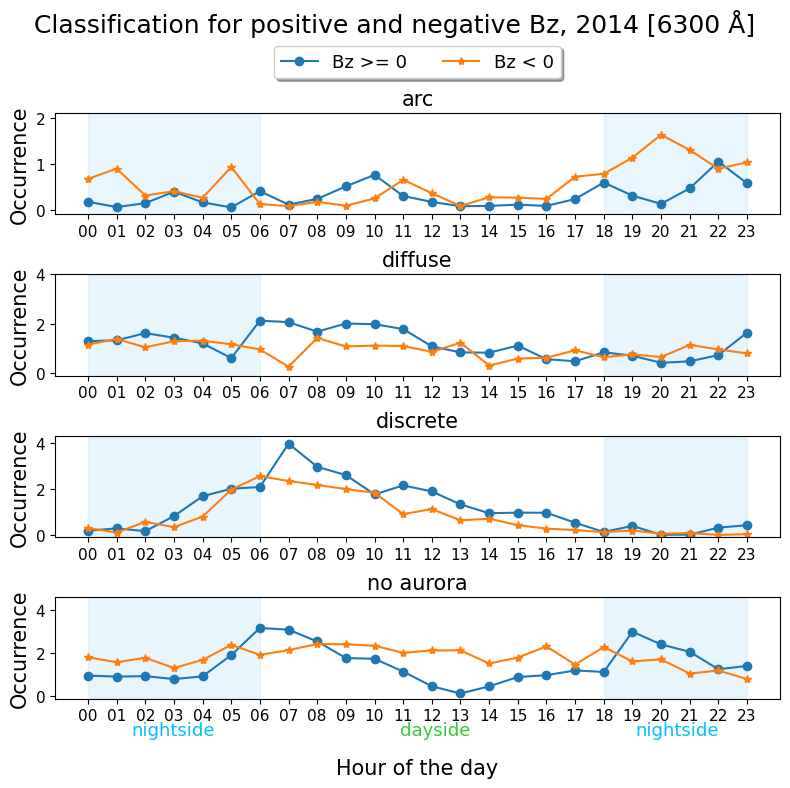 Classification for positive and negative Bz, 2014 [6300 Å]
Bz >= 0 Bz < 0
arc
Occurrence
2
1
0
00 01 02 03 04 05 06 07 08 09 10 11 12 13 14 15 16 17 18 19 20 21 22 23
diffuse
Occurrence
4
2
0
00 01 02 03 04 05 06 07 08 09 10 11 12 13 14 15 16 17 18 19 20 21 22 23
discrete
Occurrence
4
2
0
00 01 02 03 04 05 06 07 08 09 10 11 12 13 14 15 16 17 18 19 20 21 22 23
no aurora
Occurrence
4
2
0
00 01 02 03 04 05 06 07 08 09 10 11 12 13 14 15 16 17 18 19 20 21 22 23
nightside dayside nightside
Hour of the day